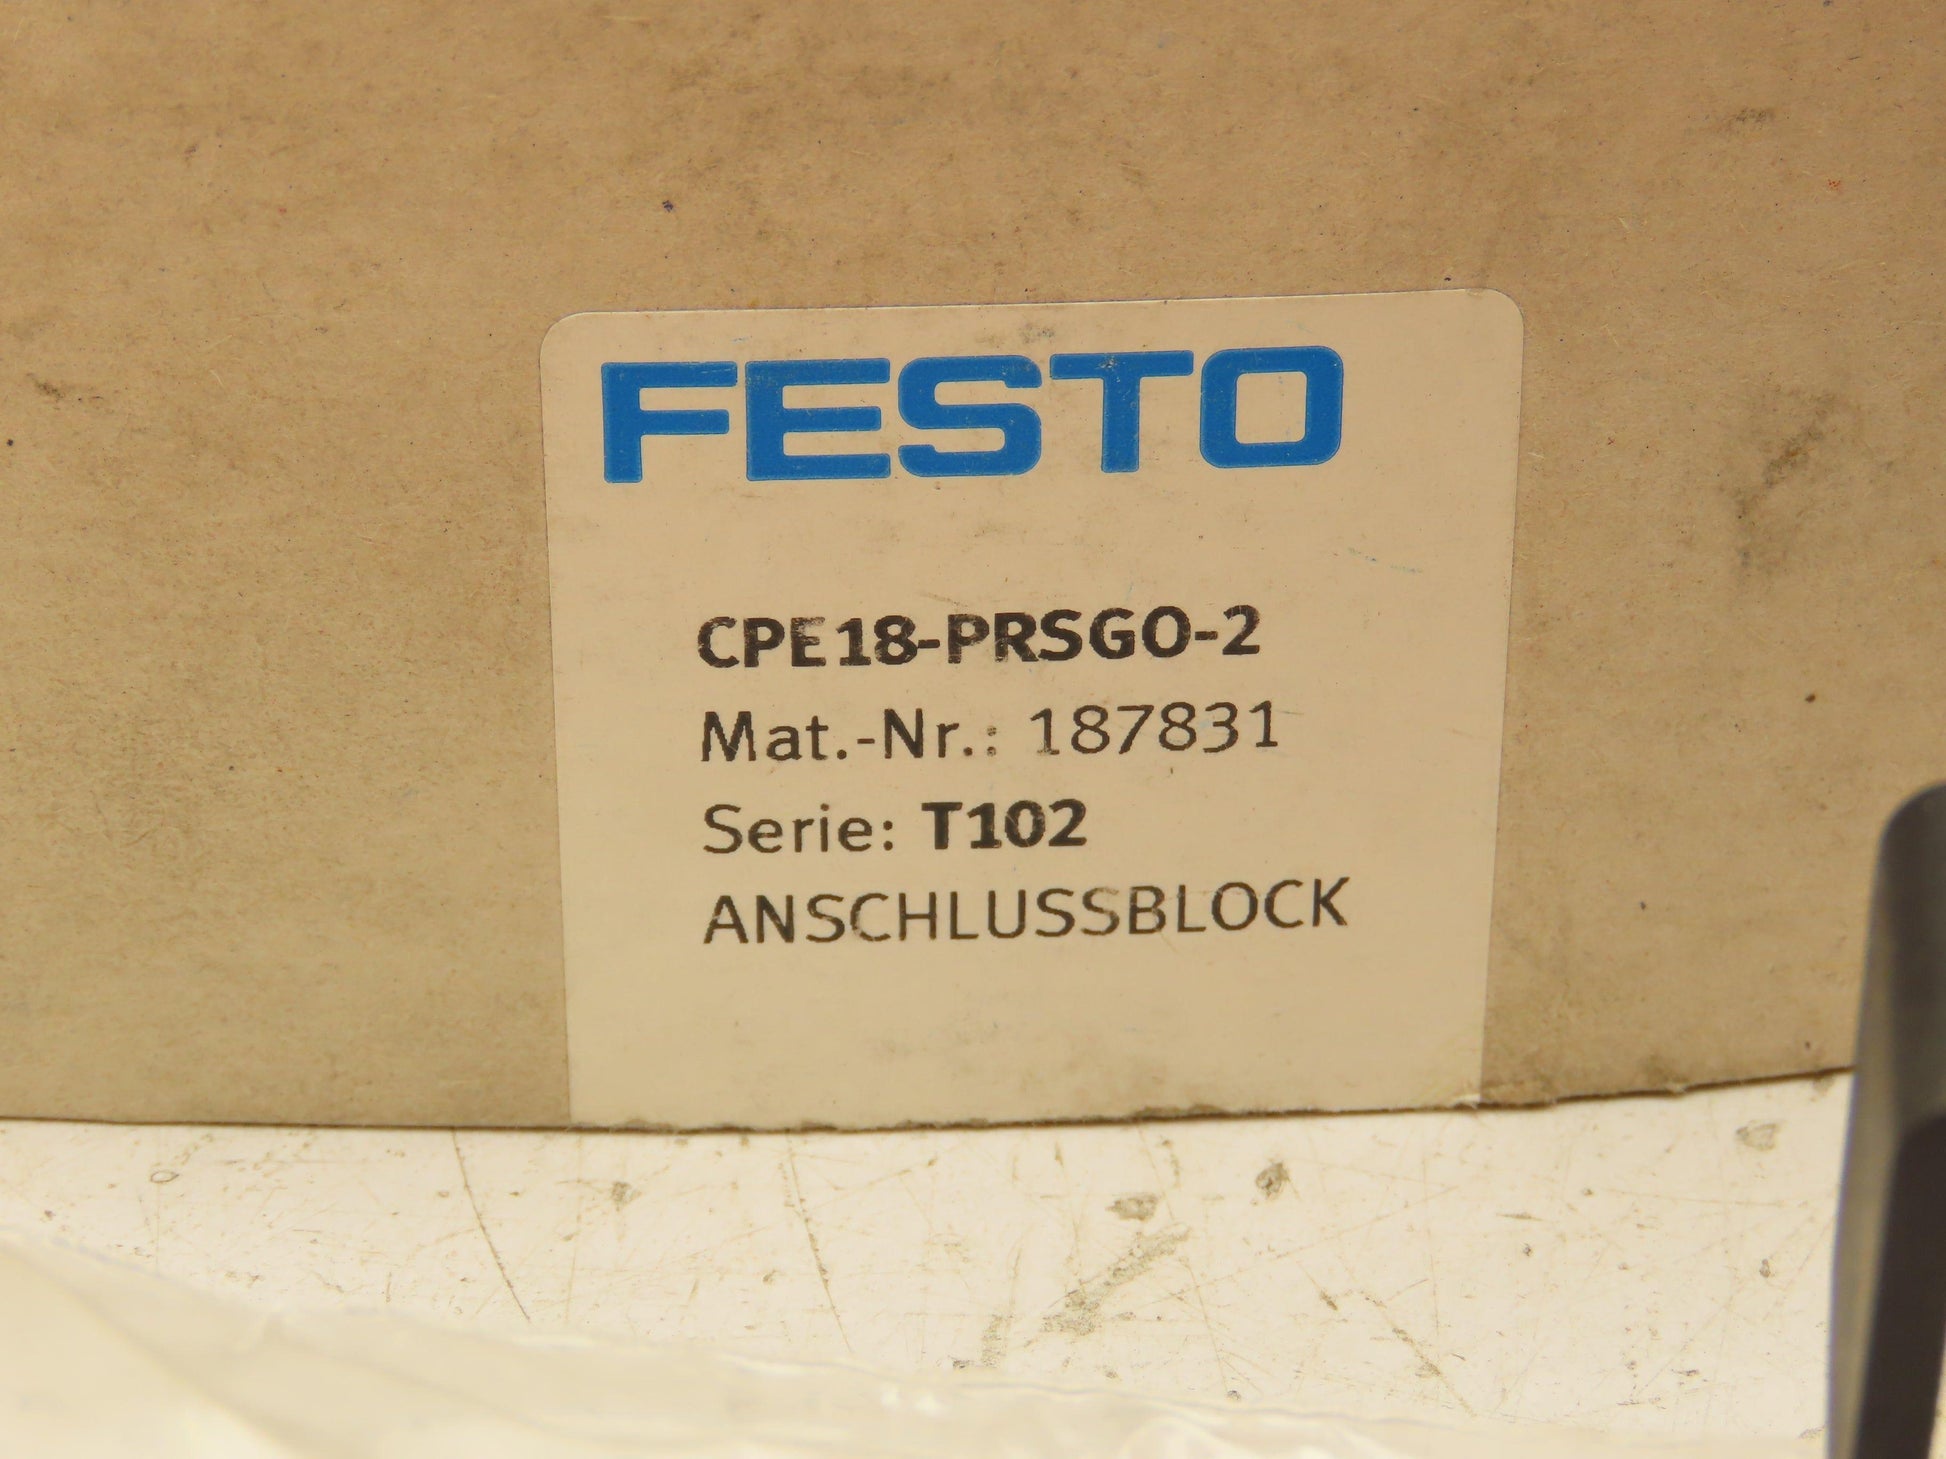 FESTO
CPE18-PRSGO-2
Mat.-Nr.: 187831
Serie: T102
ANSCHLUSSBLOCK